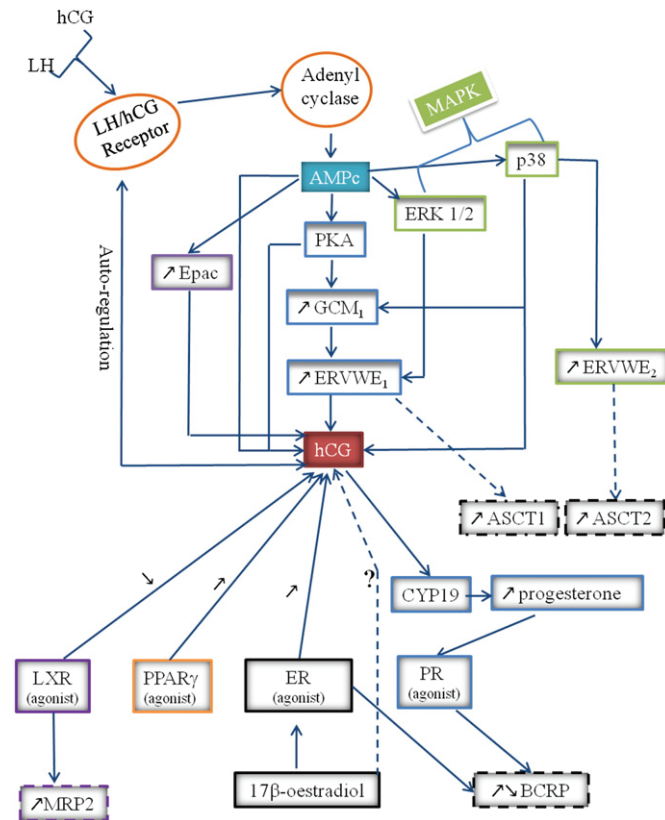 hCG
LH
LH/hCG
Receptor
Adenyl
cyclase
MAPK
AMPc
p38
ERK 1/2
PKA
↗ Epac
Auto-regulation
↗ GCM₁
↗ ERVWE₁
↗ ERVWE₂
hCG
↗ ASCT1
↗ ASCT2
↘
↗
↗
?
CYP19
↗ progesterone
LXR
(agonist)
PPARγ
(agonist)
ER
(agonist)
PR
(agonist)
↗MRP2
17β-oestradiol
↗↘ BCRP